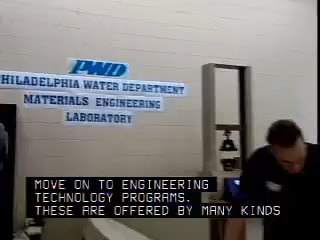 PWD
PHILADELPHIA WATER DEPARTMENT
MATERIALS ENGINEERING
LABORATORY
MOVE ON TO ENGINEERING
TECHNOLOGY PROGRAMS.
THESE ARE OFFERED BY MANY KINDS